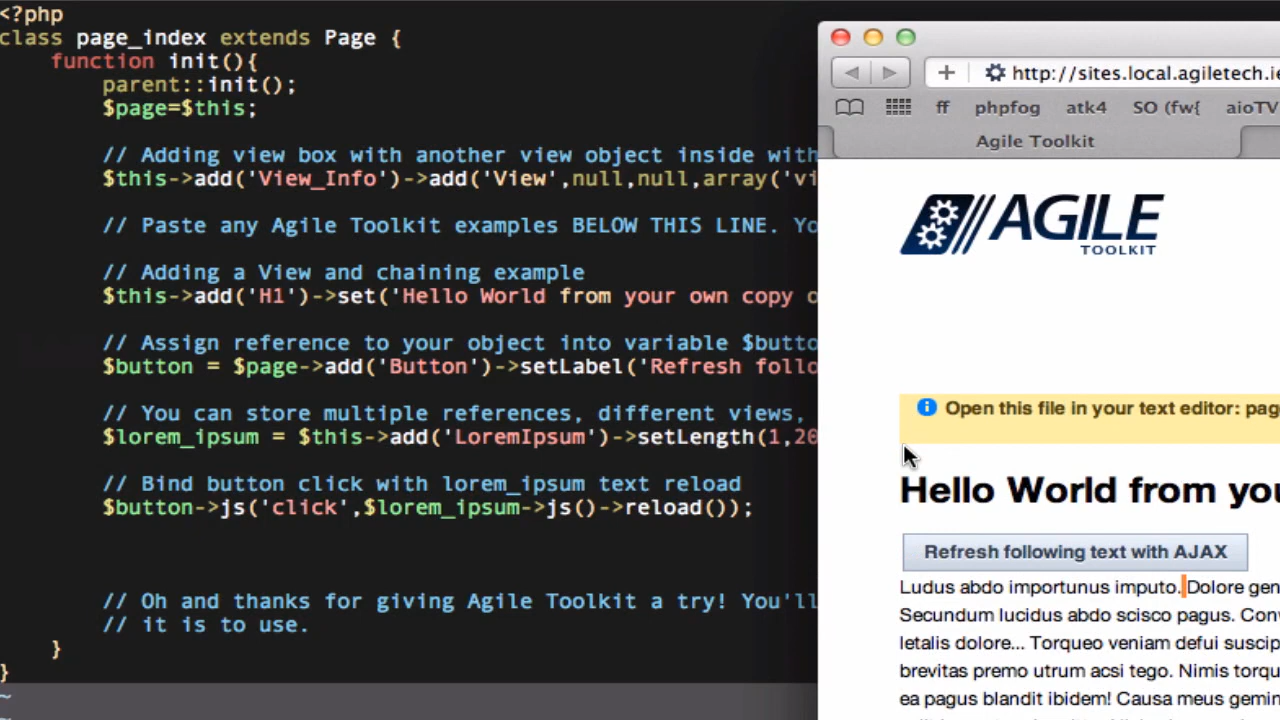 <?php
class page_index extends Page {
function init(){
parent::init();
$page=$this;
// Adding view box with another view object inside with
$this->add('View_Info')->add('View',null,null,array('vi
// Paste any Agile Toolkit examples BELOW THIS LINE. Yo
// Adding a View and chaining example
$this->add('H1')->set('Hello World from your own copy o
// Assign reference to your object into variable $butto
$button = $page->add('Button')->setLabel('Refresh follo
// You can store multiple references, different views,
$lorem_ipsum = $this->add('LoremIpsum')->setLength(1,20
// Bind button click with lorem_ipsum text reload
$button->js('click',$lorem_ipsum->js()->reload());
// Oh and thanks for giving Agile Toolkit a try! You'll
// it is to use.
}
}
~
http://sites.local.agiletech.ie
ff phpfog atk4 SO (fw{ aioTV
Agile Toolkit
AGILE
TOOLKIT
Open this file in your text editor: pag
Hello World from you
Refresh following text with AJAX
Ludus abdo importunus imputo. Dolore gen
Secundum lucidus abdo scisco pagus. Conv
letalis dolore... Torqueo veniam defui suscip
brevitas premo utrum acsi tego. Nimis torqu
ea pagus blandit ibidem! Causa meus gemin